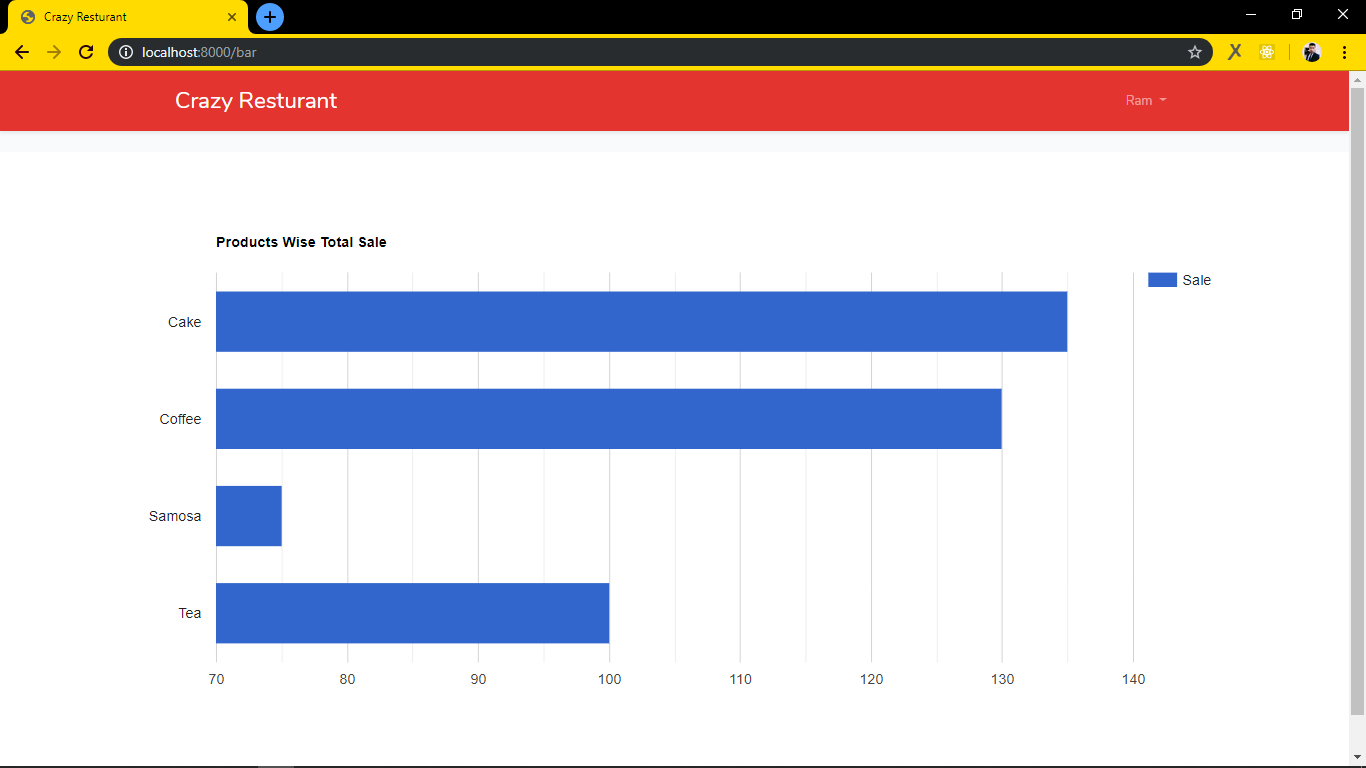 Crazy Resturant
localhost:8000/bar
Crazy Resturant
Ram
Products Wise Total Sale
Sale
Cake
Coffee
Samosa
Tea
70 80 90 100 110 120 130 140